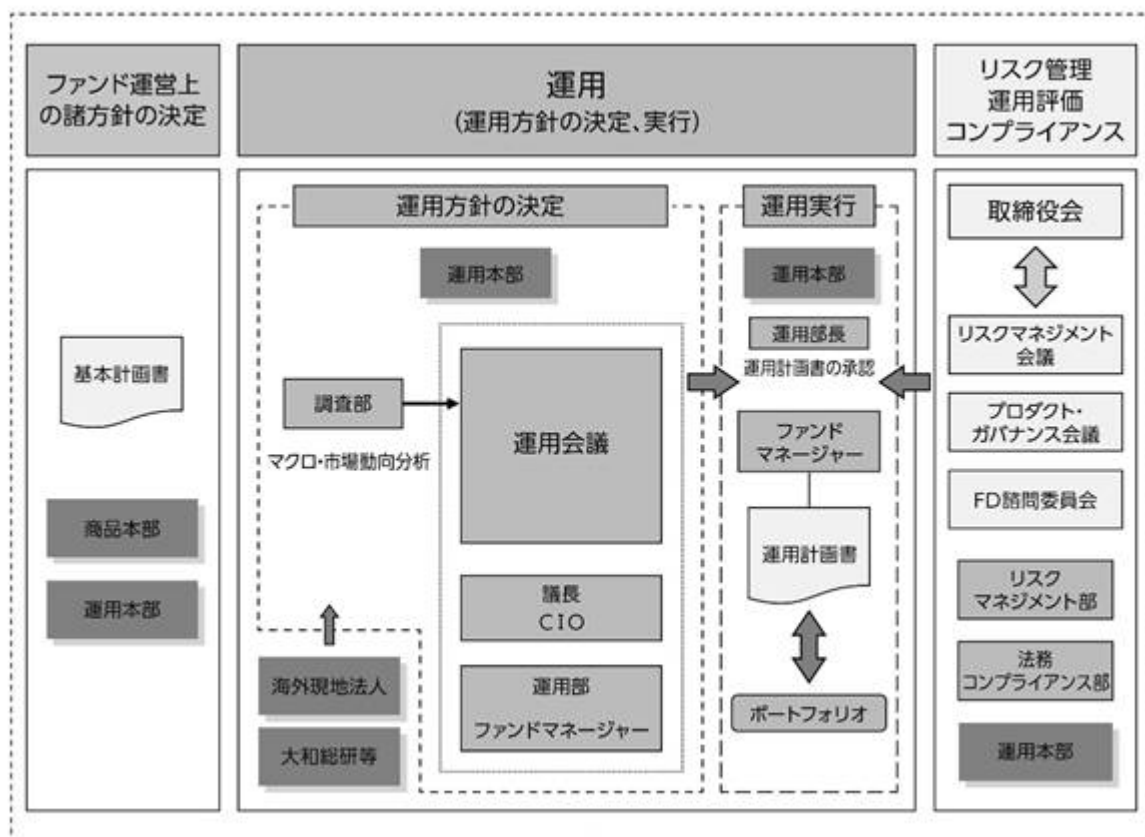 ファンド運営上
の諸方針の決定
基本計画書
商品本部
運用本部
運用
(運用方針の決定、実行)
運用方針の決定
運用本部
調査部
マクロ・市場動向分析
運用会議
議長
CIO
運用部
ファンドマネージャー
海外現地法人
大和総研等
運用実行
運用本部
運用部長
運用計画書の承認
ファンド
マネージャー
運用計画書
ポートフォリオ
リスク管理
運用評価
コンプライアンス
取締役会
リスクマネジメント
会議
プロダクト・
ガバナンス会議
FD諮問委員会
リスク
マネジメント部
法務
コンプライアンス部
運用本部